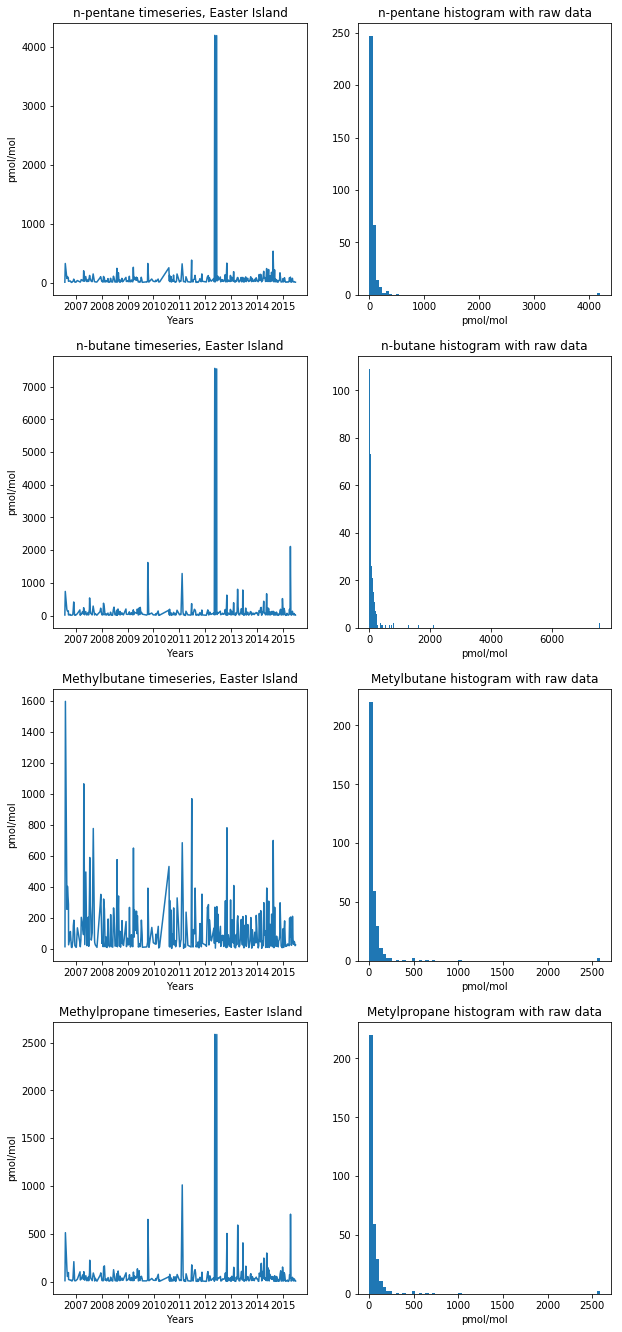 n-pentane timeseries, Easter Island
n-pentane histogram with raw data
4000
3000
2000
1000
0
pmol/mol
2007 2008 2009 2010 2011 2012 2013 2014 2015
Years
250
200
150
100
50
0
0 1000 2000 3000 4000
pmol/mol
n-butane timeseries, Easter Island
n-butane histogram with raw data
7000
6000
5000
4000
3000
2000
1000
0
pmol/mol
2007 2008 2009 2010 2011 2012 2013 2014 2015
Years
100
80
60
40
20
0
0 2000 4000 6000
pmol/mol
Methylbutane timeseries, Easter Island
Metylbutane histogram with raw data
1600
1400
1200
1000
800
600
400
200
0
pmol/mol
2007 2008 2009 2010 2011 2012 2013 2014 2015
Years
200
150
100
50
0
0 500 1000 1500 2000 2500
pmol/mol
Methylpropane timeseries, Easter Island
Metylpropane histogram with raw data
2500
2000
1500
1000
500
0
pmol/mol
2007 2008 2009 2010 2011 2012 2013 2014 2015
Years
200
150
100
50
0
0 500 1000 1500 2000 2500
pmol/mol